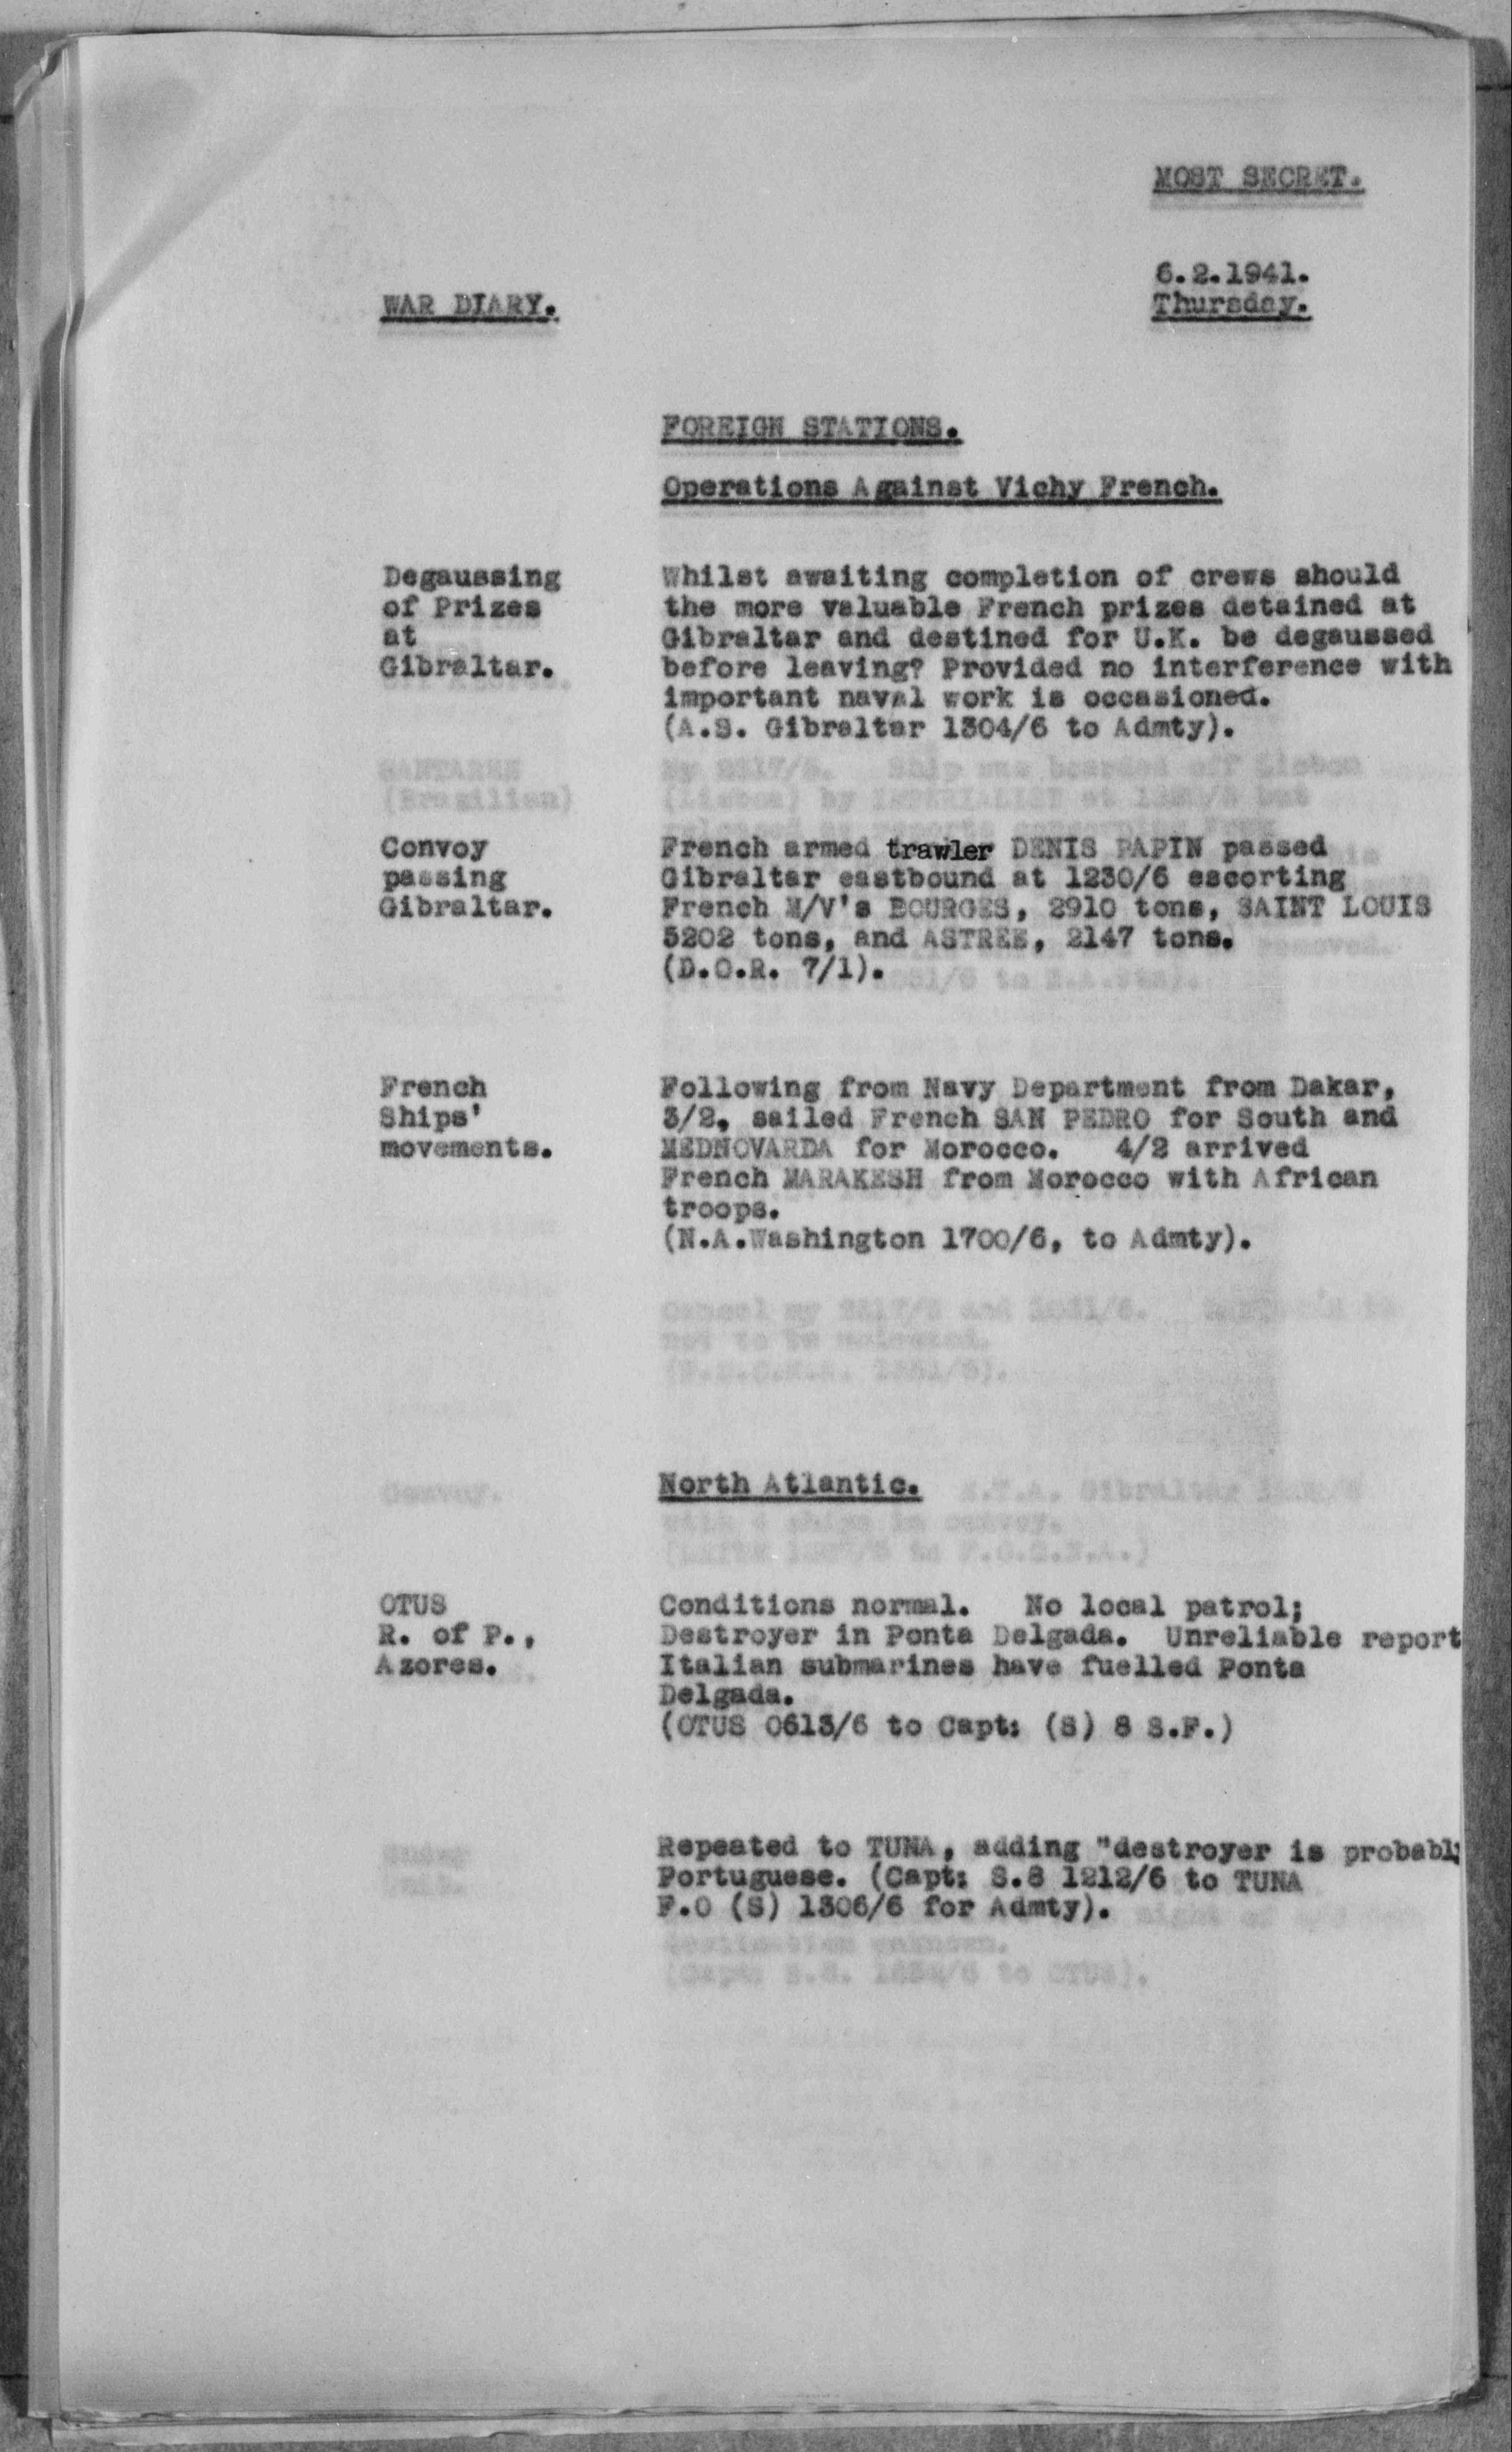 MOST SECRET.
6.2.1941.
WAR DIARY.
Thursday.
FOREIGN STATIONS.
Operations Against Vichy French.
Degaussing
of Prizes
at
Gibraltar.
Whilst awaiting completion of crews should
the more valuable French prizes detained at
Gibraltar and destined for U.K. be degaussed
before leaving? Provided no interference with
important naval work is occasioned.
(A.S. Gibraltar 1304/6 to Admty).
Convoy
passing
Gibraltar.
French armed trawler DENIS PAPIN passed
Gibraltar eastbound at 1230/6 escorting
French M/V's BOURGES, 2910 tons, SAINT LOUIS
5202 tons, and ASTREE, 2147 tons.
(D.O.R. 7/1).
French
Ships'
movements.
Following from Navy Department from Dakar,
3/2, sailed French SAN PEDRO for South and
MEDNOVARDA for Morocco. 4/2 arrived
French MARAKESH from Morocco with African
troops.
(N.A.Washington 1700/6, to Admty).
North Atlantic.
OTUS
R. of P.,
Azores.
Conditions normal. No local patrol;
Destroyer in Ponta Delgada. Unreliable report
Italian submarines have fuelled Ponta
Delgada.
(OTUS 0613/6 to Capt: (S) 8 S.F.)
Repeated to TUNA, adding "destroyer is probably
Portuguese. (Capt: S.8 1212/6 to TUNA
F.O (S) 1306/6 for Admty).